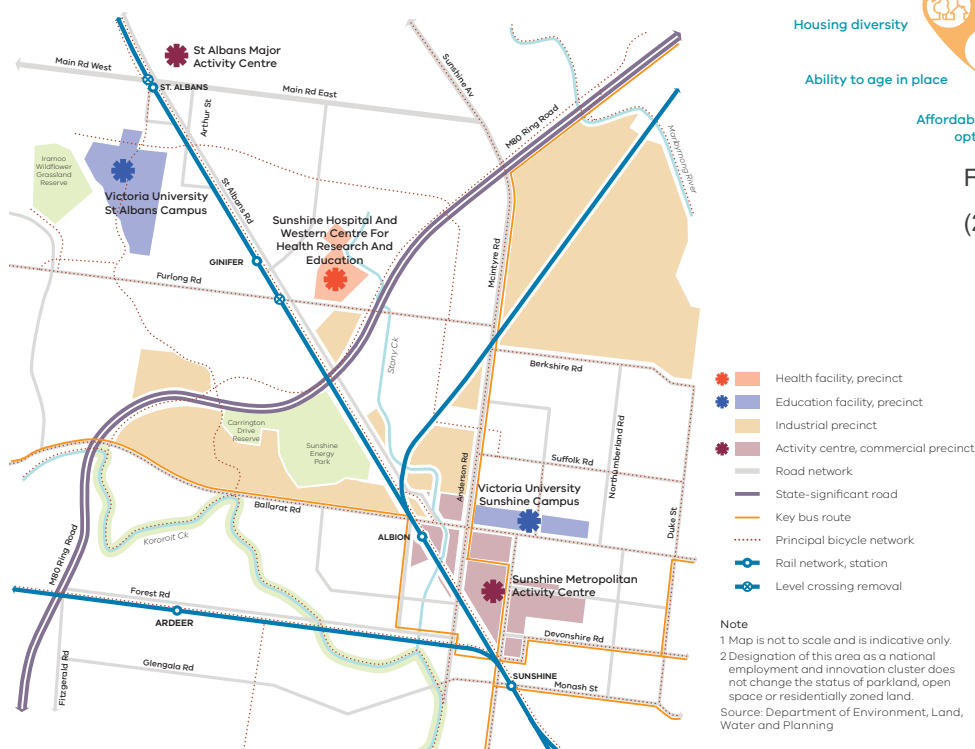 Housing diversity
Ability to age in place
St Albans Major
Activity Centre
Main Rd West
ST. ALBANS
Main Rd East
Sunshine Av
M80 Ring Road
Maribyrnong River
Arthur St
Iramoo
Wildflower
Grassland
Reserve
Victoria University
St Albans Campus
St Albans Rd
Sunshine Hospital And
Western Centre For
Health Research And
Education
GINIFER
Furlong Rd
McIntyre Rd
Stony Ck
Berkshire Rd
Carrington
Drive
Reserve
Sunshine
Energy
Park
Northumberland Rd
Suffolk Rd
Anderson Rd
Victoria University
Sunshine Campus
Duke St
Ballarat Rd
Kororoit Ck
ALBION
M80 Ring Road
Sunshine Metropolitan
Activity Centre
Forest Rd
ARDEER
Devonshire Rd
Glengala Rd
Fitzgerald Rd
SUNSHINE
Monash St
Health facility, precinct
Education facility, precinct
Industrial precinct
Activity centre, commercial precinct
Road network
State-significant road
Key bus route
Principal bicycle network
Rail network, station
Level crossing removal
Note
1 Map is not to scale and is indicative only.
2 Designation of this area as a national
employment and innovation cluster does
not change the status of parkland, open
space or residentially zoned land.
Source: Department of Environment, Land,
Water and Planning